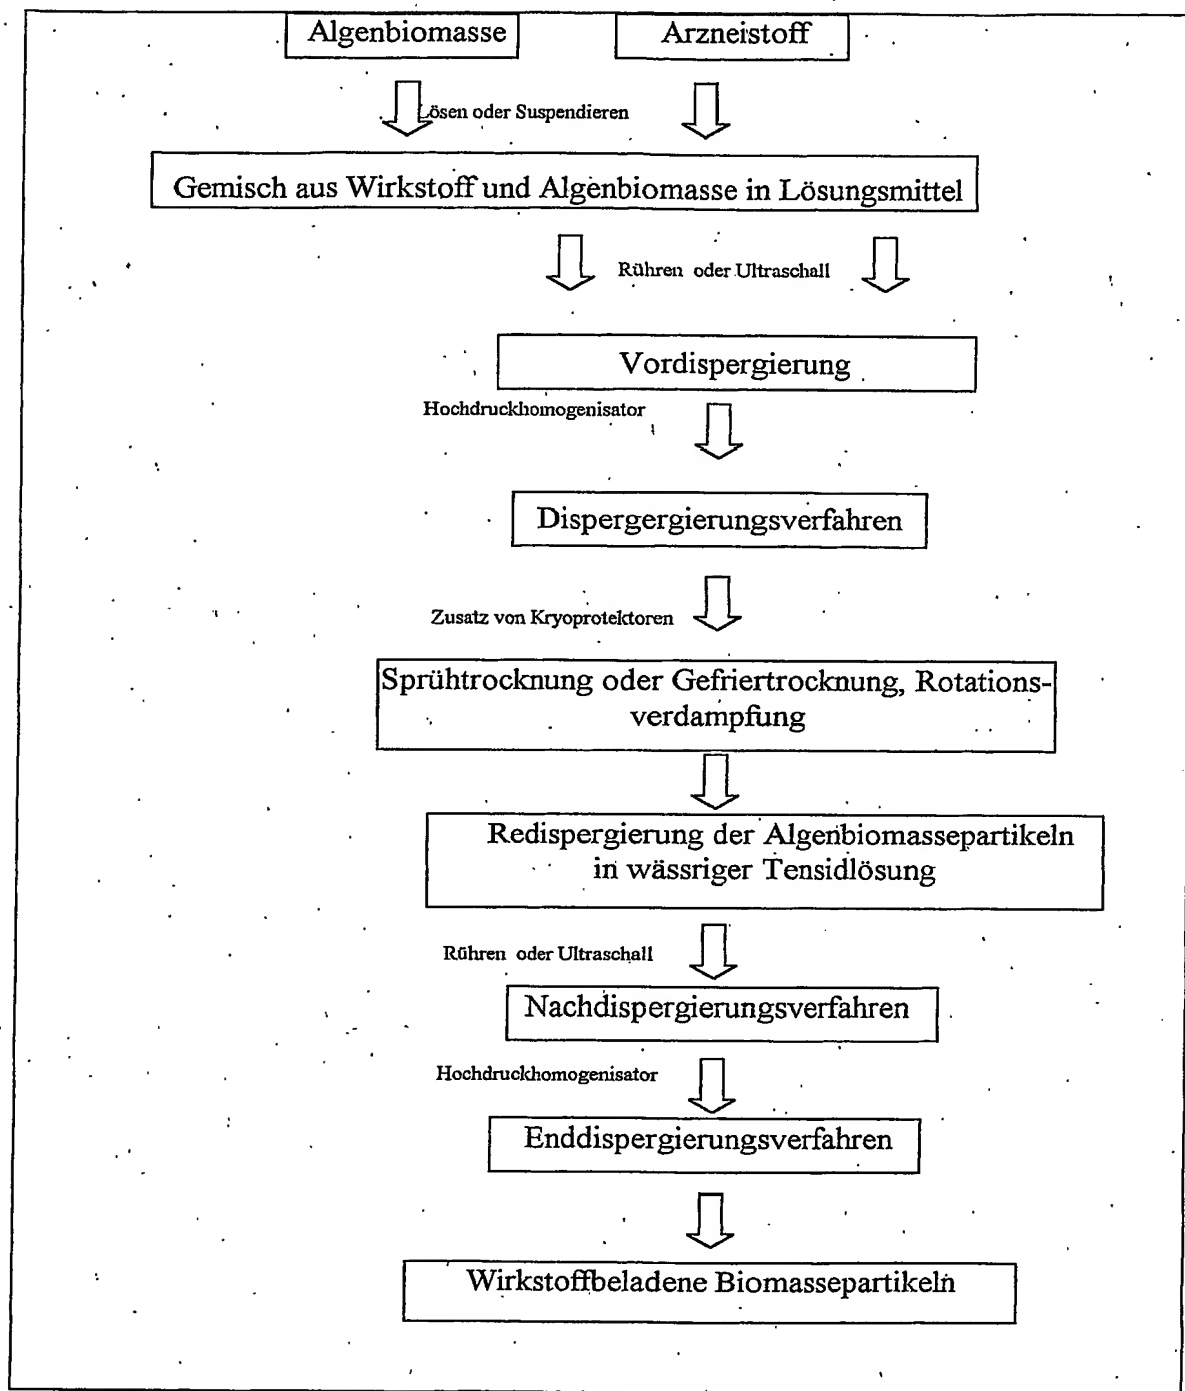 Algenbiomasse
Arzneistoff
Lösen oder Suspendieren
Gemisch aus Wirkstoff und Algenbiomasse in Lösungsmittel
Rühren oder Ultraschall
Vordispergierung
Hochdruckhomogenisator
Dispergergierungsverfahren
Zusatz von Kryoprotektoren
Sprühtrocknung oder Gefriertrocknung, Rotations-
verdampfung
Redispergierung der Algenbiomassepartikeln
in wässriger Tensidlösung
Rühren oder Ultraschall
Nachdispergierungsverfahren
Hochdruckhomogenisator
Enddispergierungsverfahren
Wirkstoffbeladene Biomassepartikeln